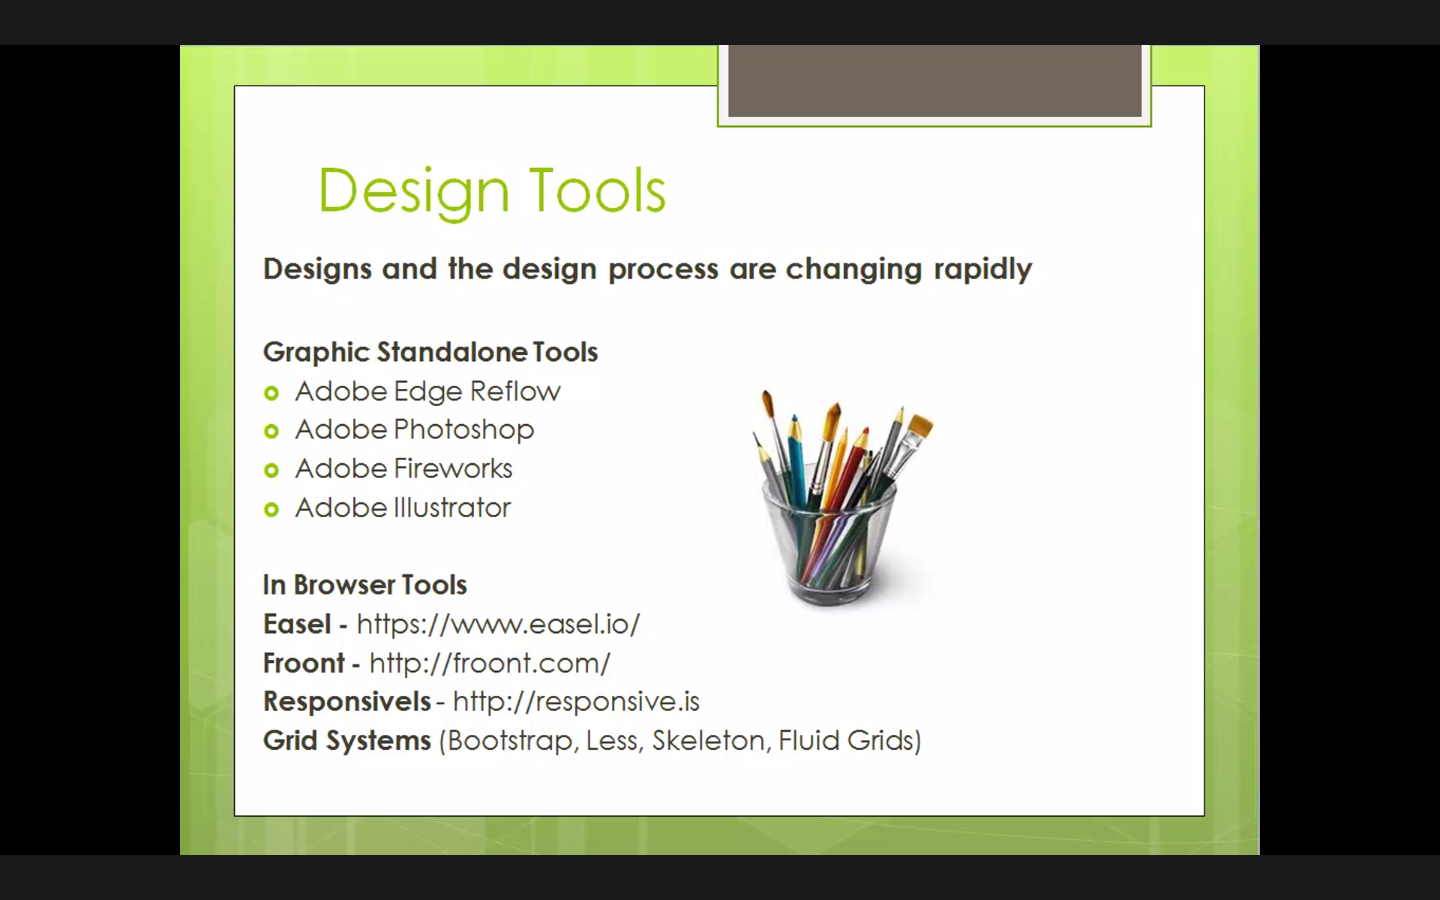 Design Tools
Designs and the design process are changing rapidly
Graphic Standalone Tools
Adobe Edge Reflow
Adobe Photoshop
Adobe Fireworks
Adobe Illustrator
In Browser Tools
Easel - https://www.easel.io/
Froont - http://froont.com/
Responsivels - http://responsive.is
Grid Systems (Bootstrap, Less, Skeleton, Fluid Grids)